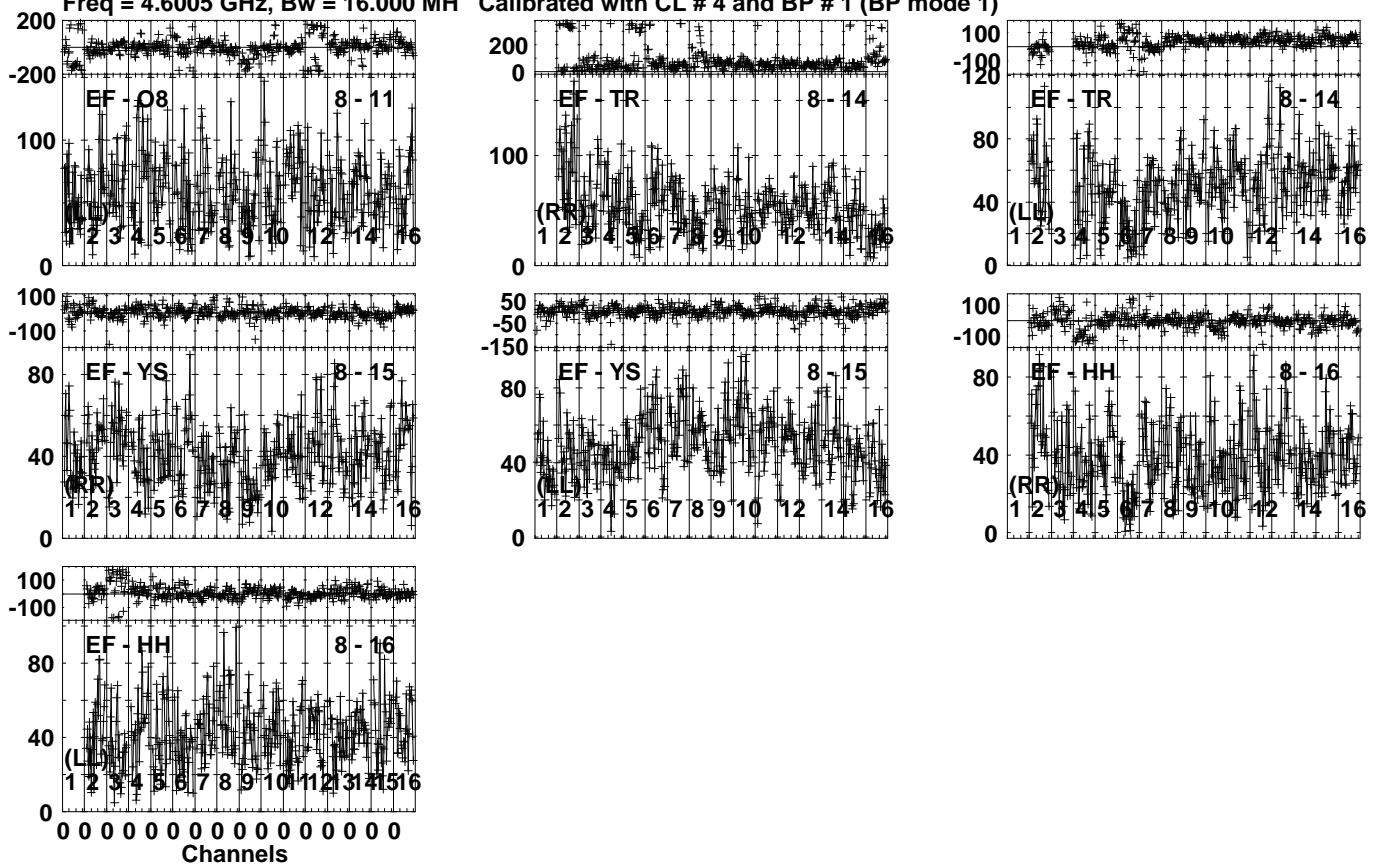 Freq = 4.6005 GHz, Bw = 16.000 MH Calibrated with CL # 4 and BP # 1 (BP mode 1)
200
-200
EF - O8 8 - 11
100
(LL)
1 2 3 4 5 6 7 8 9 10 12 14 16
0
200
0
EF - TR 8 - 14
100
(RR)
1 2 3 4 5 6 7 8 9 10 12 14 16
0
100
-100
120
EF - TR 8 - 14
80
40
(LL)
1 2 3 4 5 6 7 8 9 10 12 14 16
0
100
-100
EF - YS 8 - 15
80
40
(RR)
1 2 3 4 5 6 7 8 9 10 12 14 16
0
50
-50
-150
EF - YS 8 - 15
80
40
(LL)
1 2 3 4 5 6 7 8 9 10 12 14 16
0
100
-100
EF - HH 8 - 16
80
40
(RR)
1 2 3 4 5 6 7 8 9 10 12 14 16
0
100
-100
EF - HH 8 - 16
80
40
(LL)
1 2 3 4 5 6 7 8 9 10 11 12 13 14 15 16
0
0 0 0 0 0 0 0 0 0 0 0 0 0 0 0 0
Channels